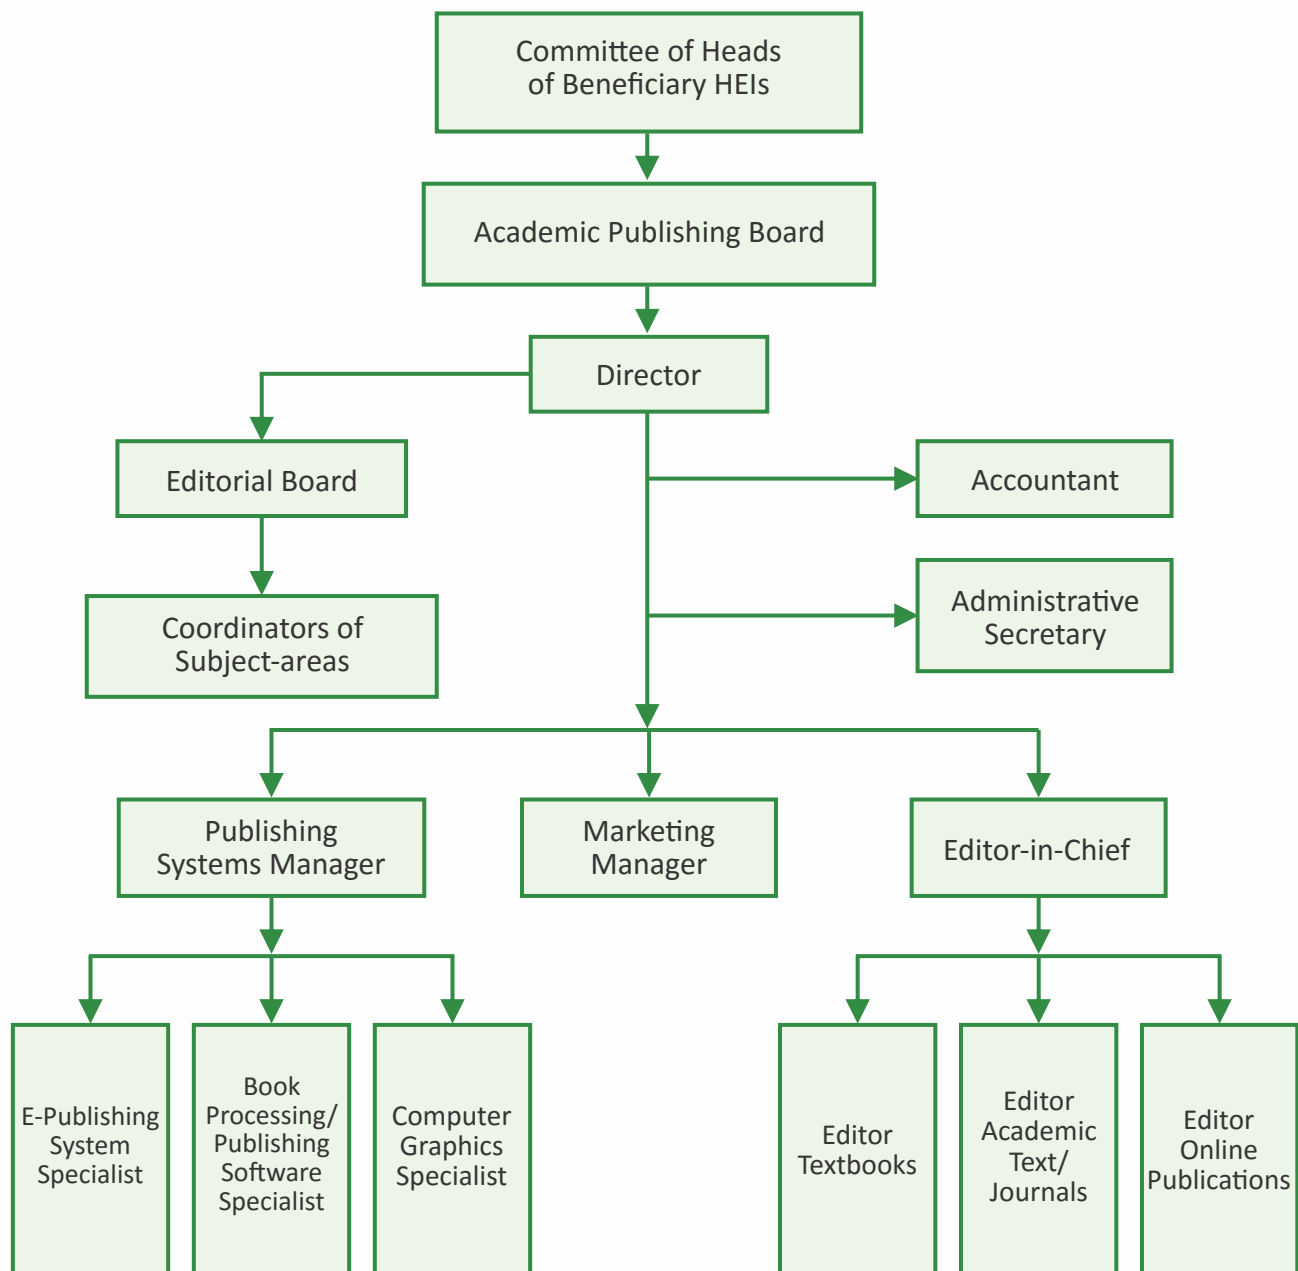 Committee of Heads
of Beneficiary HEIs
Academic Publishing Board
Director
Editorial Board
Accountant
Coordinators of
Subject-areas
Administrative
Secretary
Publishing
Systems Manager
Marketing
Manager
Editor-in-Chief
E-Publishing
System
Specialist
Book
Processing/
Publishing
Software
Specialist
Computer
Graphics
Specialist
Editor
Textbooks
Editor
Academic
Text/
Journals
Editor
Online
Publications